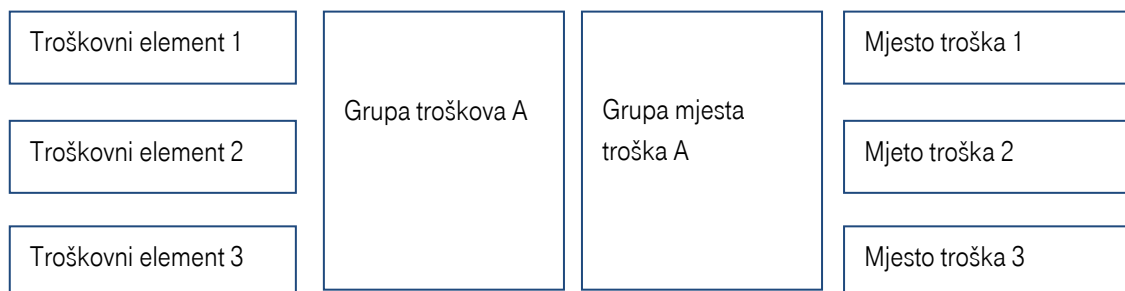 Troškovni element 1
Mjesto troška 1
Grupa troškova A
Grupa mjesta
troška A
Troškovni element 2
Mjeto troška 2
Troškovni element 3
Mjesto troška 3